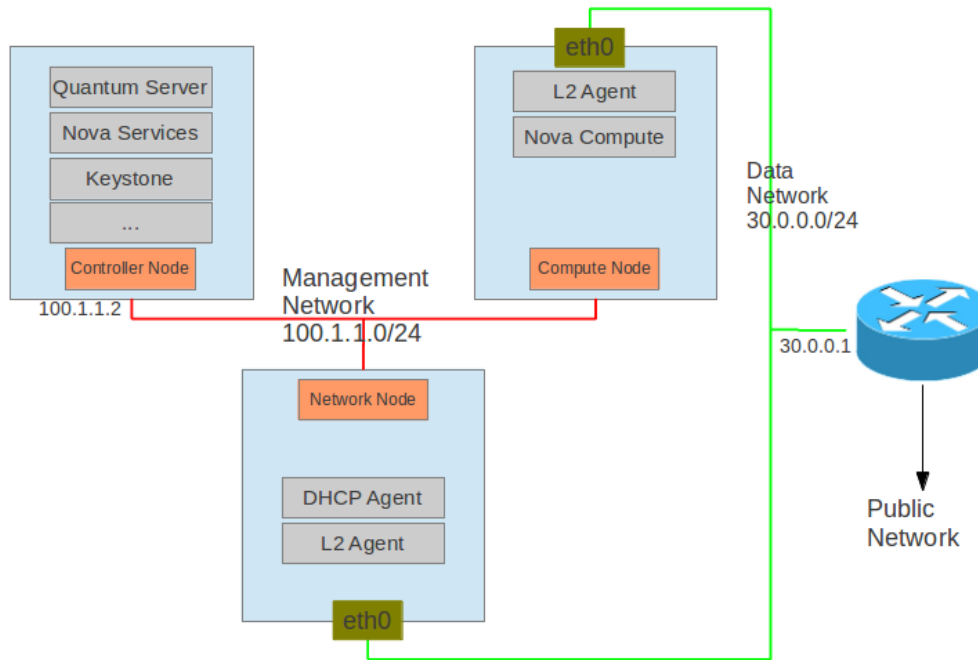 Quantum Server
Nova Services
Keystone
...
Controller Node
100.1.1.2
eth0
L2 Agent
Nova Compute
Compute Node
Management
Network
100.1.1.0/24
Data
Network
30.0.0.0/24
30.0.0.1
Public
Network
Network Node
DHCP Agent
L2 Agent
eth0